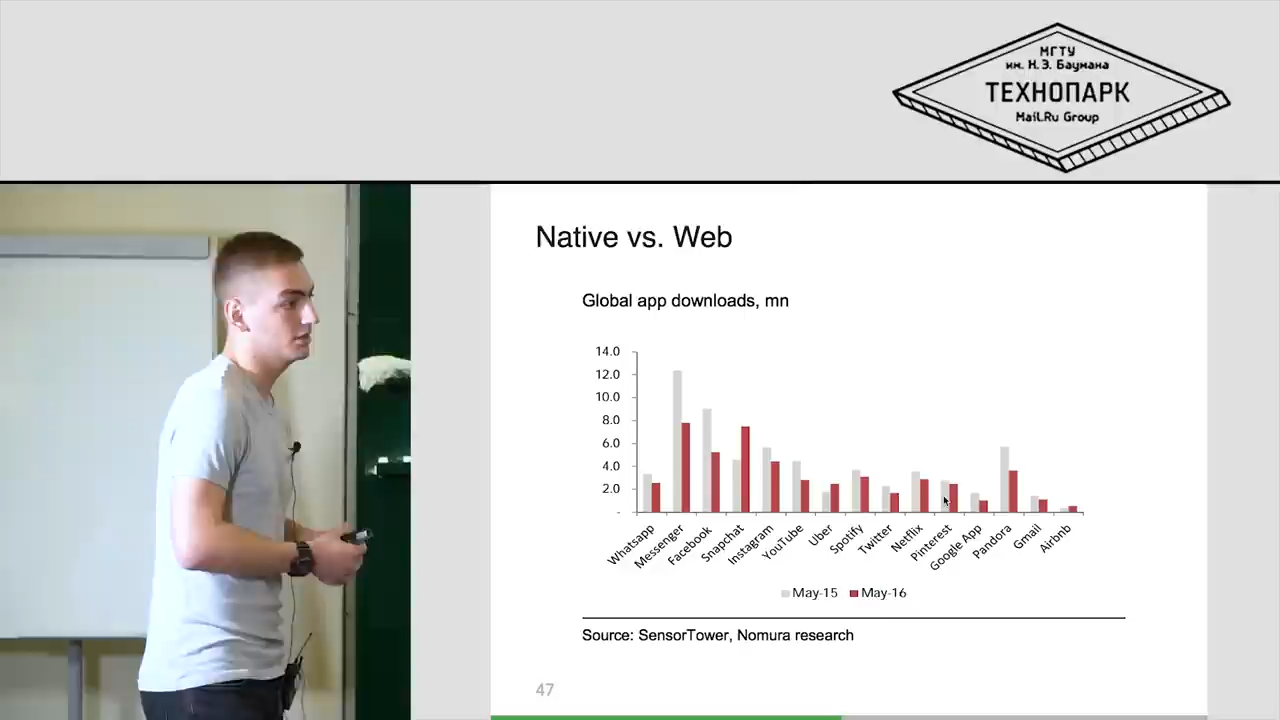 МГТУ
им. Н.Э. Баумана
ТЕХНОПАРК
Mail.Ru Group
Native vs. Web
Global app downloads, mn
14.0
12.0
10.0
8.0
6.0
4.0
2.0
-
Whatsapp
Messenger
Facebook
Snapchat
Instagram
YouTube
Uber
Spotify
Twitter
Netflix
Pinterest
Google App
Pandora
Gmail
Airbnb
May-15 May-16
Source: SensorTower, Nomura research
47